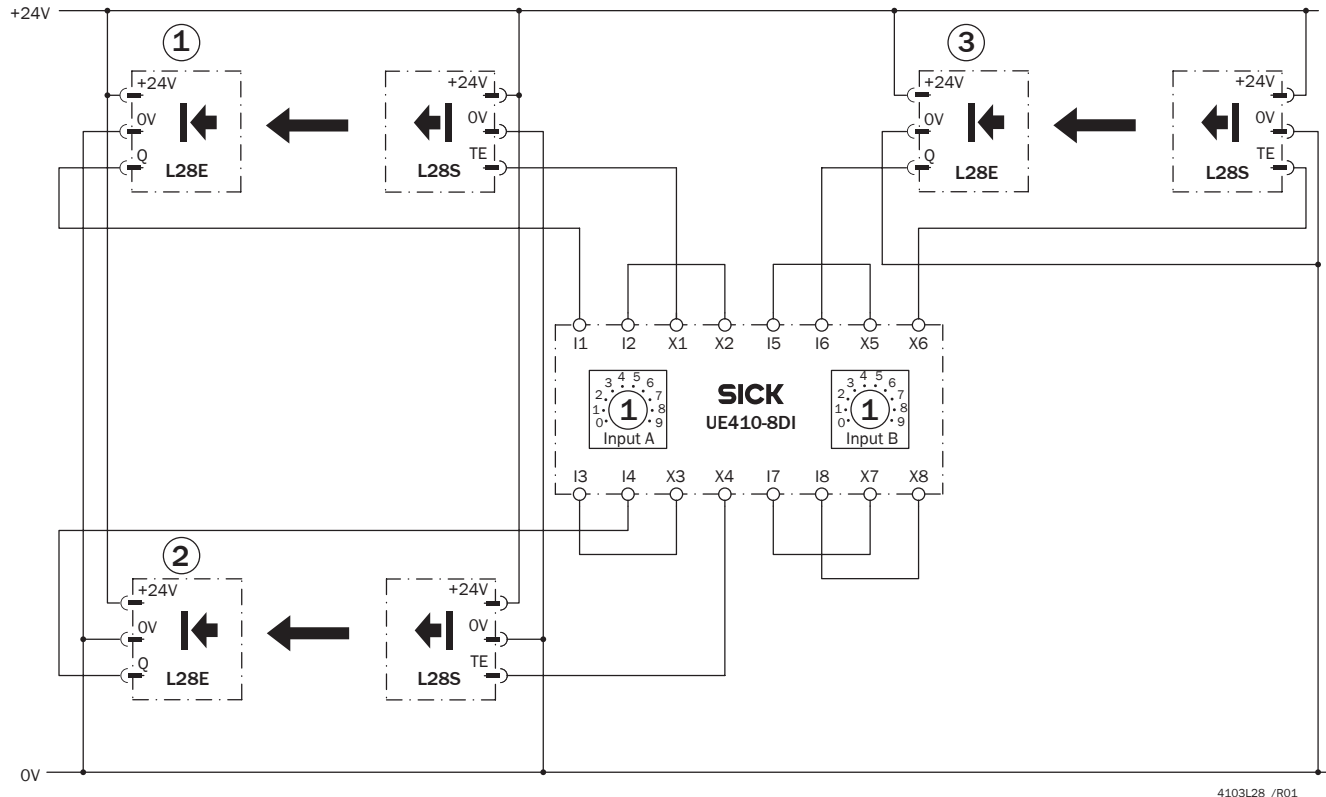 +24V
1
3
+24V
+24V
+24V
+24V
0V
0V
0V
0V
Q
TE
Q
TE
L28E
L28S
L28E
L28S
I1
I2
X1
X2
I5
I6
X5
X6
0 1 2 3 4 5 6 7 8 9
1
Input A
SICK
UE410-8DI
0 1 2 3 4 5 6 7 8 9
1
Input B
I3
I4
X3
X4
I7
I8
X7
X8
2
+24V
+24V
0V
0V
Q
TE
L28E
L28S
0V
4103L28 /R01